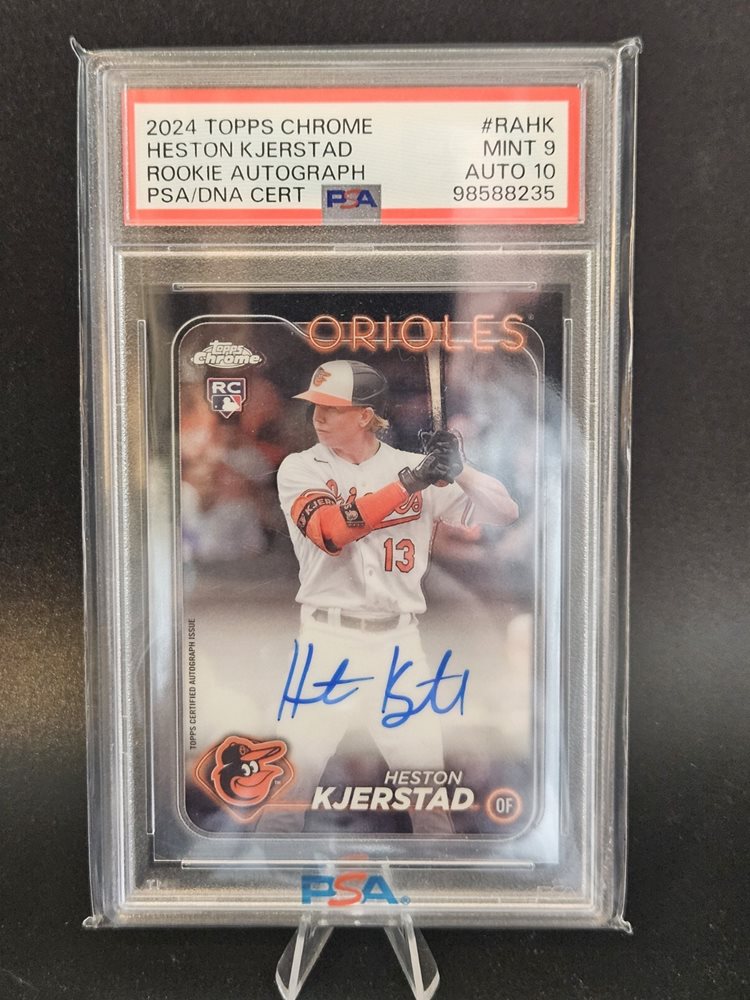 2024 TOPPS CHROME #RAHK
HESTON KJERSTAD MINT 9
ROOKIE AUTOGRAPH AUTO 10
PSA/DNA CERT PSA 98588235
ORIOLES
Topps
Chrome
RC
KJER
13
TOPPS CERTIFIED AUTOGRAPH ISSUE
HESTON
KJERSTAD OF
PSA®